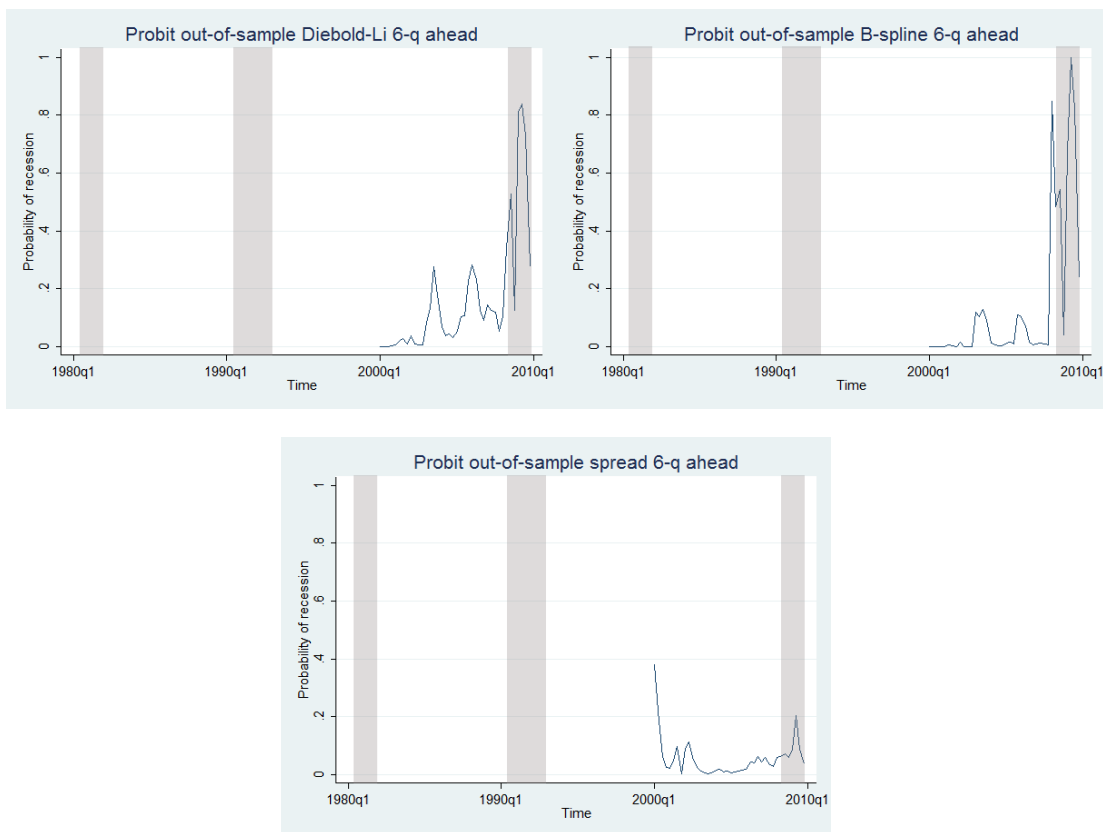 Probit out-of-sample Diebold-Li 6-q ahead
Probability of recession
1
.8
.6
.4
.2
0
1980q1
1990q1
2000q1
2010q1
Time
Probit out-of-sample B-spline 6-q ahead
Probability of recession
1
.8
.6
.4
.2
0
1980q1
1990q1
2000q1
2010q1
Time
Probit out-of-sample spread 6-q ahead
Probability of recession
1
.8
.6
.4
.2
0
1980q1
1990q1
2000q1
2010q1
Time